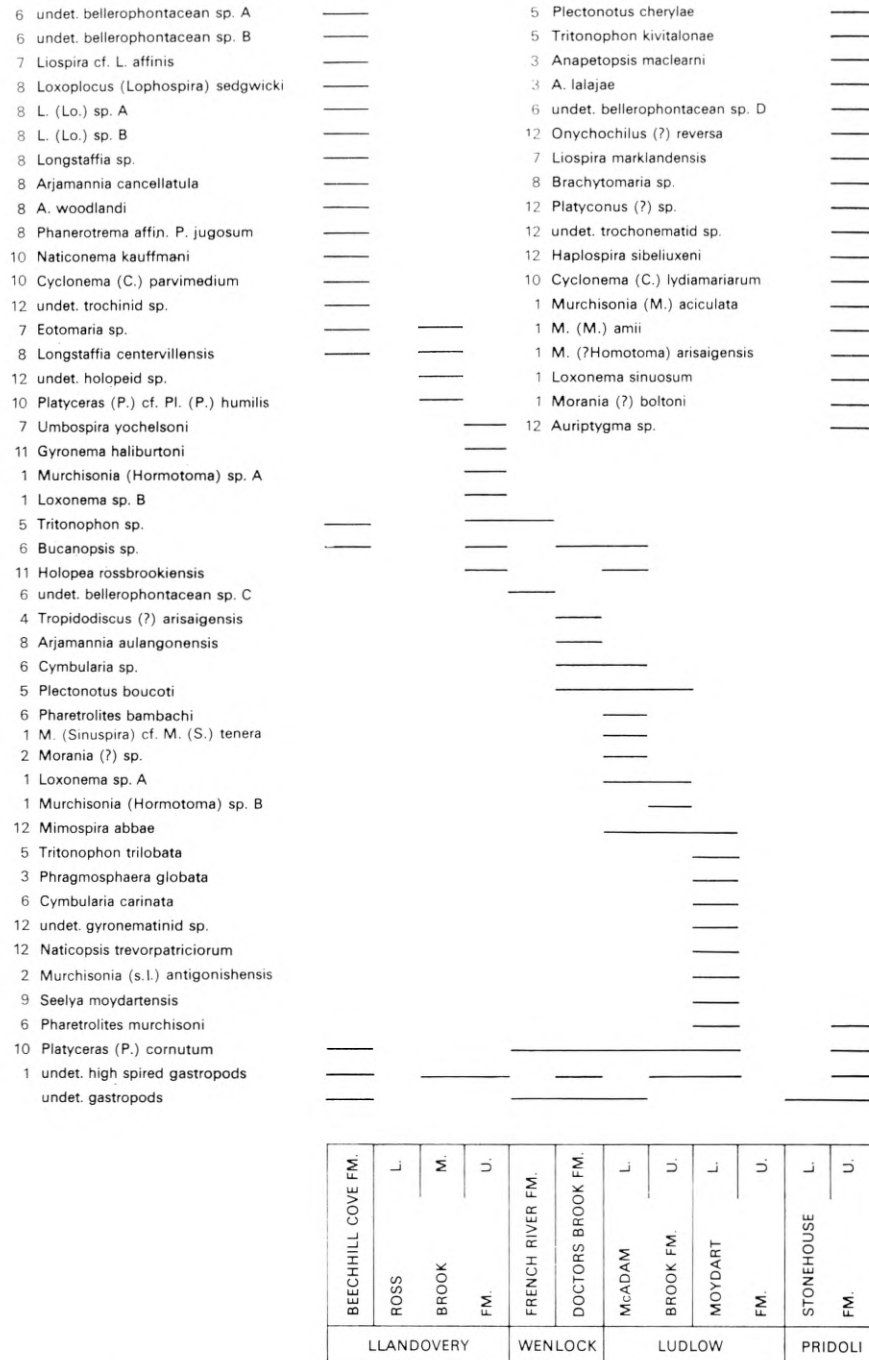 6 undet. bellerophontacean sp. A
6 undet. bellerophontacean sp. B
7 Liospira cf. L. affinis
8 Loxoplocus (Lophospira) sedgwicki
8 L. (Lo.) sp. A
8 L. (Lo.) sp. B
8 Longstaffia sp.
8 Arjamannia cancellatula
8 A. woodlandi
8 Phanerotrema affin. P. jugosum
10 Naticonema kauffmani
10 Cyclonema (C.) parvimedium
12 undet. trochinid sp.
7 Eotomaria sp.
8 Longstaffia centervillensis
12 undet. holopeid sp.
10 Platyceras (P.) cf. Pl. (P.) humilis
7 Umbospira yochelsoni
11 Gyronema haliburtoni
1 Murchisonia (Hormotoma) sp. A
1 Loxonema sp. B
5 Tritonophon sp.
6 Bucanopsis sp.
11 Holopea rossbrookiensis
6 undet. bellerophontacean sp. C
4 Tropidodiscus (?) arisaigensis
8 Arjamannia aulangonensis
6 Cymbularia sp.
5 Plectonotus boucoti
6 Pharetrolites bambachi
1 M. (Sinuspira) cf. M. (S.) tenera
2 Morania (?) sp.
1 Loxonema sp. A
1 Murchisonia (Hormotoma) sp. B
12 Mimospira abbae
5 Tritonophon trilobata
3 Phragmosphaera globata
6 Cymbularia carinata
12 undet. gyronematinid sp.
12 Naticopsis trevorpatriciorum
2 Murchisonia (s.l.) antigonishensis
9 Seelya moydartensis
6 Pharetrolites murchisoni
10 Platyceras (P.) cornutum
1 undet. high spired gastropods
undet. gastropods
5 Plectonotus cherylae
5 Tritonophon kivitalonae
3 Anapetopsis maclearni
3 A. lalajae
6 undet. bellerophontacean sp. D
12 Onychochilus (?) reversa
7 Liospira marklandensis
8 Brachytomaria sp.
12 Platyconus (?) sp.
12 undet. trochonematid sp.
12 Haplospira sibeliuxeni
10 Cyclonema (C.) lydiamariarum
1 Murchisonia (M.) aciculata
1 M. (M.) amii
1 M. (?Homotoma) arisaigensis
1 Loxonema sinuosum
1 Morania (?) boltoni
12 Auriptygma sp.
BEECHHILL COVE FM.
ROSS L.
BROOK M.
FM. U.
FRENCH RIVER FM.
DOCTORS BROOK FM.
McADAM L.
BROOK FM. U.
MOYDART L.
FM. U.
STONEHOUSE L.
FM. U.
LLANDOVERY WENLOCK LUDLOW PRIDOLI